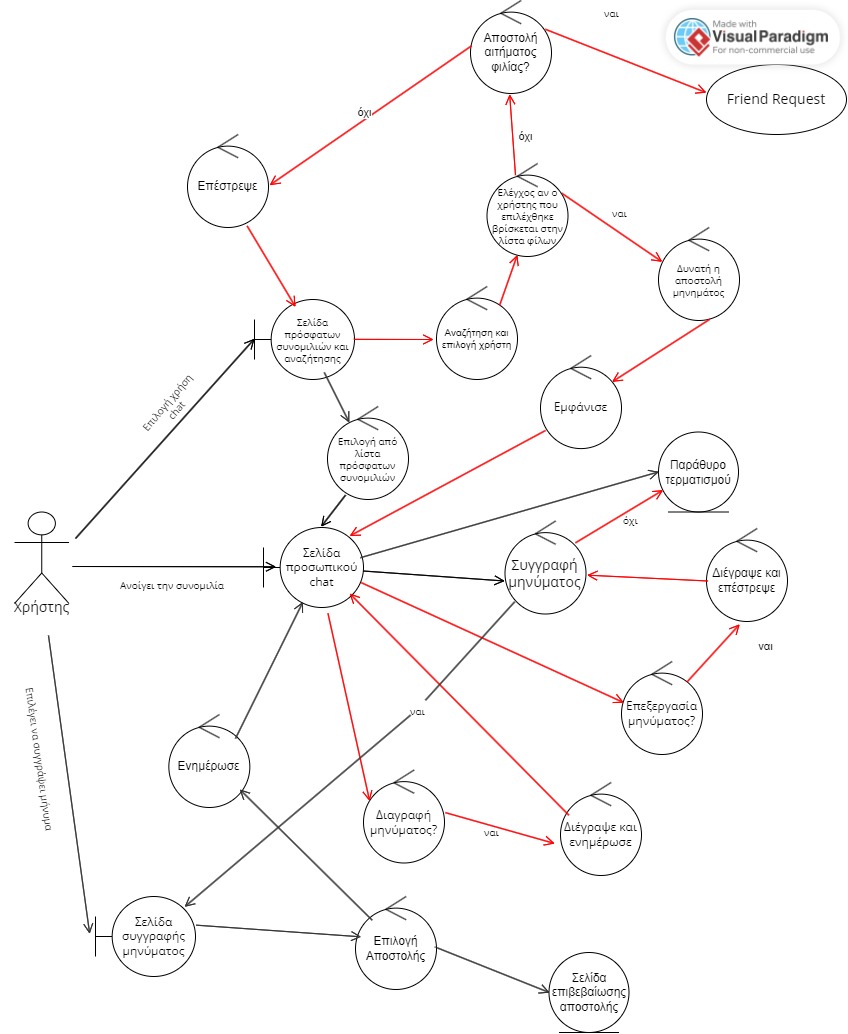 Made with
VisualParadigm
For non-commercial use
ναι
Αποστολή
αιτήματος
φιλίας?
Friend Request
όχι
όχι
Επέστρεψε
Ελέγχος αν ο
χρήστης που
επιλέχθηκε
βρίσκεται στην
λίστα φίλων
ναι
Δυνατή η
αποστολή
μηνημάτος
Σελίδα
πρόσφατων
συνομιλιών και
αναζήτησης
Αναζήτηση και
επιλογή χρήστη
Επιλογή χρήση
chat
Εμφάνισε
Επιλογή από
λίστα
πρόσφατων
συνομιλιών
Παράθυρο
τερματισμού
όχι
Σελίδα
προσωπικού
chat
Συγγραφή
μηνύματος
Διέγραψε και
επέστρεψε
Ανοίγει την συνομιλία
Χρήστης
ναι
Επεξεργασία
μηνύματος?
ναι
Επιλέγει να συγγράψει μήνυμα
Ενημέρωσε
Διαγραφή
μηνύματος?
ναι
Διέγραψε και
ενημέρωσε
Σελίδα
συγγραφής
μηνύματος
Επιλογή
Αποστολής
Σελίδα
επιβεβαίωσης
αποστολής